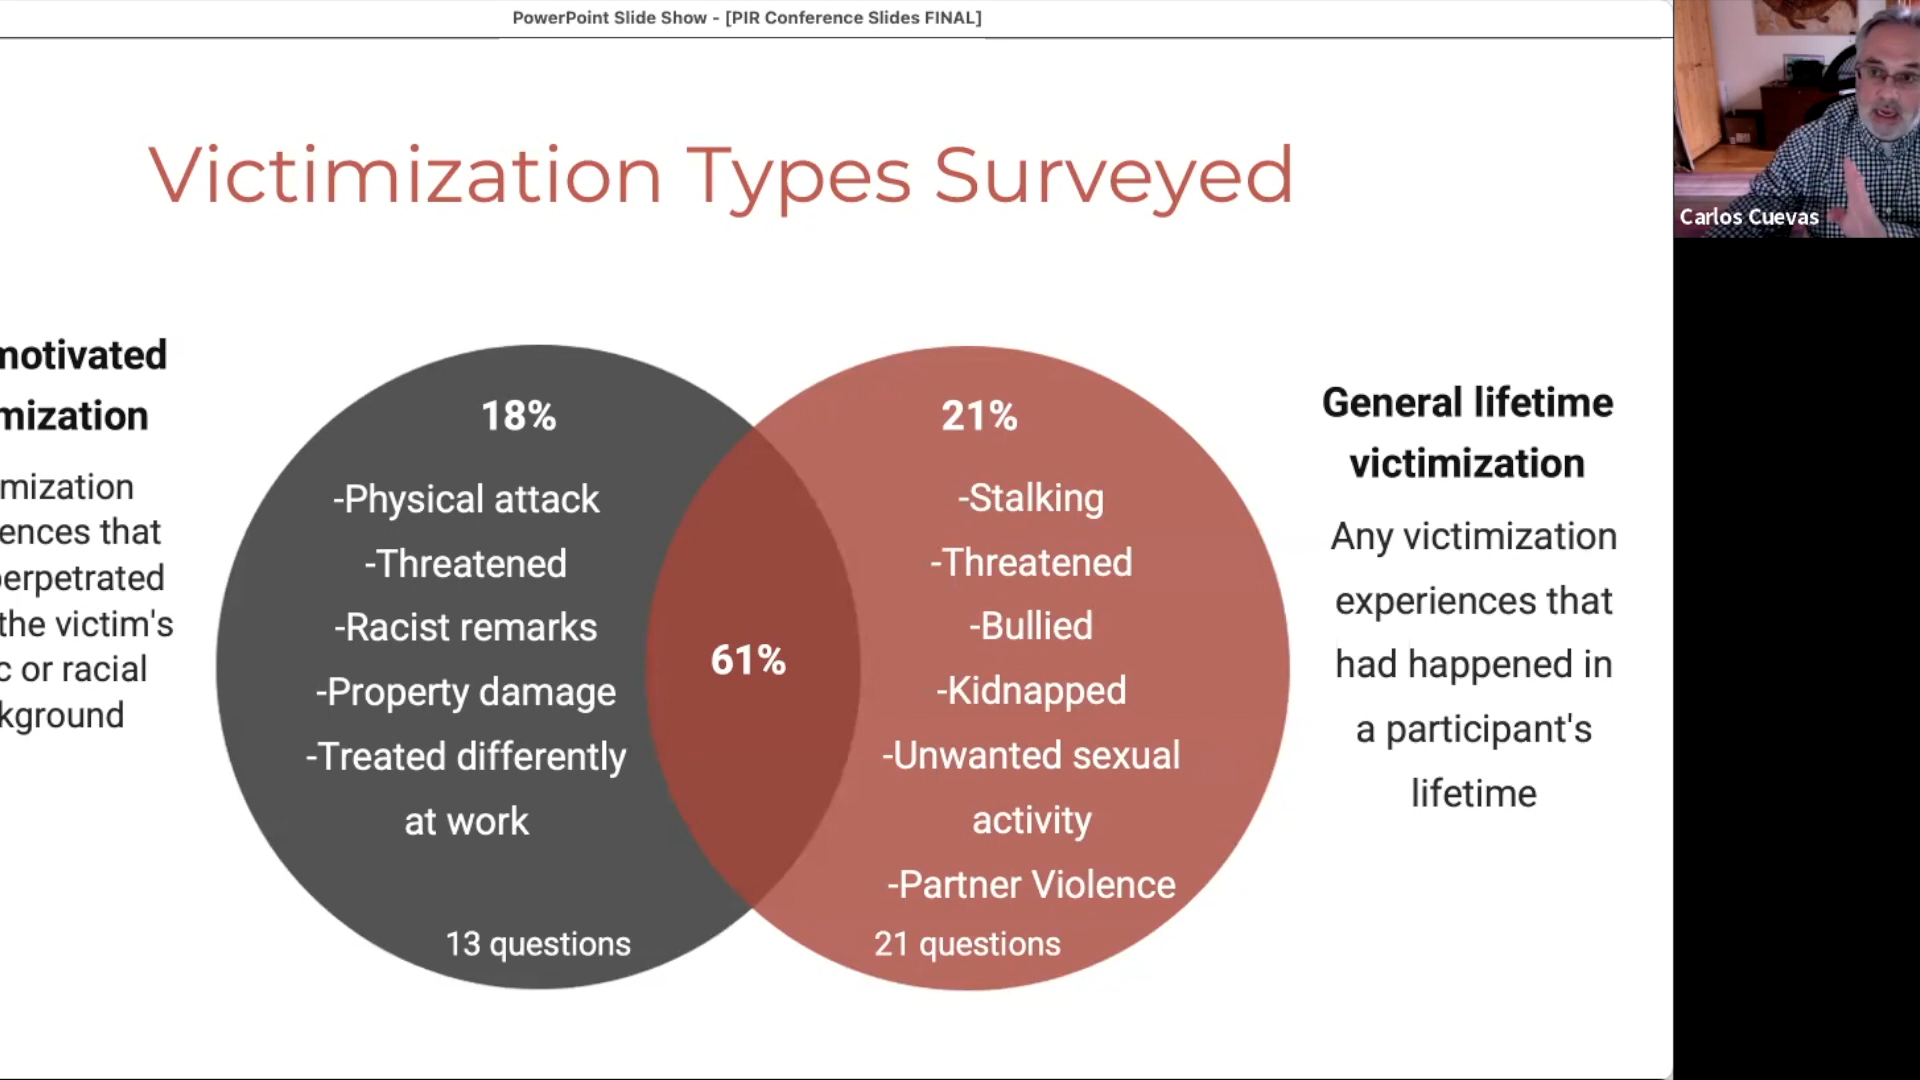 PowerPoint Slide Show - [PIR Conference Slides FINAL]
Carlos Cuevas
Victimization Types Surveyed
motivated
mization
mization
ences that
perpetrated
the victim's
c or racial
kground
18%
-Physical attack
-Threatened
-Racist remarks
-Property damage
-Treated differently
at work
13 questions
61%
21%
-Stalking
-Threatened
-Bullied
-Kidnapped
-Unwanted sexual
activity
-Partner Violence
21 questions
General lifetime
victimization
Any victimization
experiences that
had happened in
a participant's
lifetime